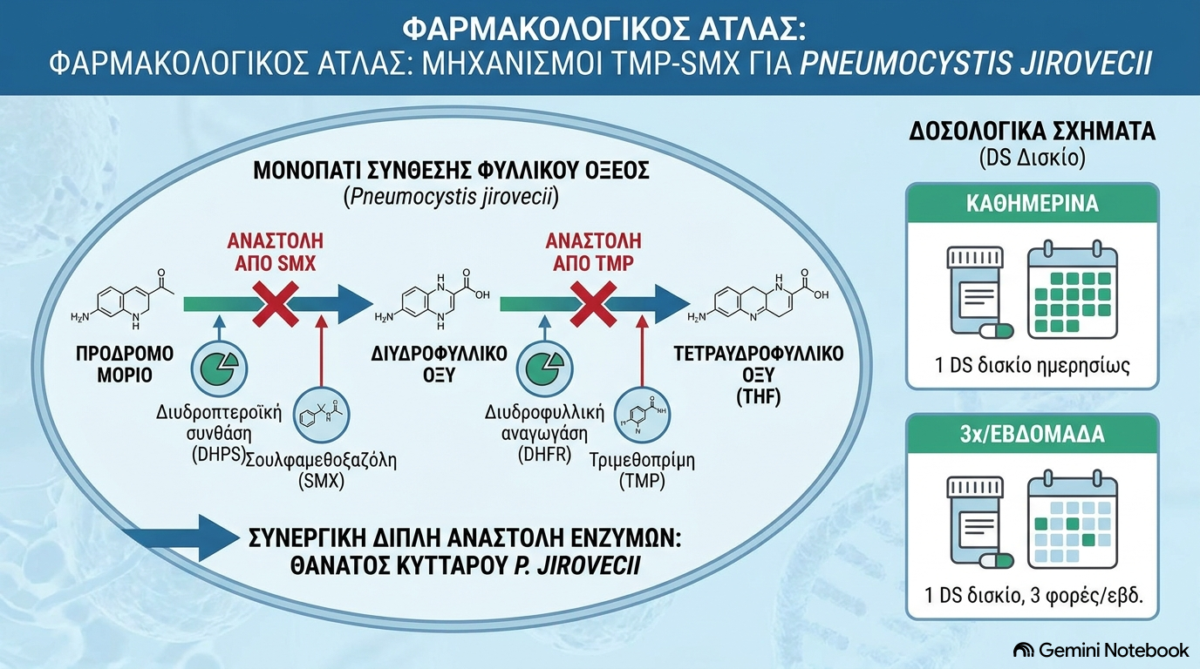 ΦΑΡΜΑΚΟΛΟΓΙΚΟΣ ΑΤΛΑΣ:
ΦΑΡΜΑΚΟΛΟΓΙΚΟΣ ΑΤΛΑΣ: ΜΗΧΑΝΙΣΜΟΙ TMP-SMX ΓΙΑ PNEUMOCYSTIS JIROVECII
ΜΟΝΟΠΑΤΙ ΣΥΝΘΕΣΗΣ ΦΥΛΛΙΚΟΥ ΟΞΕΟΣ
(Pneumocystis jirovecii)
ΑΝΑΣΤΟΛΗ
ΑΠΟ SMX
ΑΝΑΣΤΟΛΗ
ΑΠΟ TMP
ΠΡΟΔΡΟΜΟ
ΜΟΡΙΟ
ΔΙΥΔΡΟΦΥΛΛΙΚΟ
ΟΞΥ
ΤΕΤΡΑΥΔΡΟΦΥΛΛΙΚΟ
ΟΞΥ
(THF)
Διυδροπτεροϊκή
συνθάση
(DHPS)
Σουλφαμεθοξαζόλη
(SMX)
Διυδροφυλλική
αναγωγάση
(DHFR)
Τριμεθοπρίμη
(TMP)
ΣΥΝΕΡΓΙΚΗ ΔΙΠΛΗ ΑΝΑΣΤΟΛΗ ΕΝΖΥΜΩΝ:
ΘΑΝΑΤΟΣ ΚΥΤΤΑΡΟΥ P. JIROVECII
ΔΟΣΟΛΟΓΙΚΑ ΣΧΗΜΑΤΑ
(DS Δισκίο)
ΚΑΘΗΜΕΡΙΝΑ
1 DS δισκίο ημερησίως
3x/ΕΒΔΟΜΑΔΑ
1 DS δισκίο, 3 φορές/εβδ.
Gemini Notebook